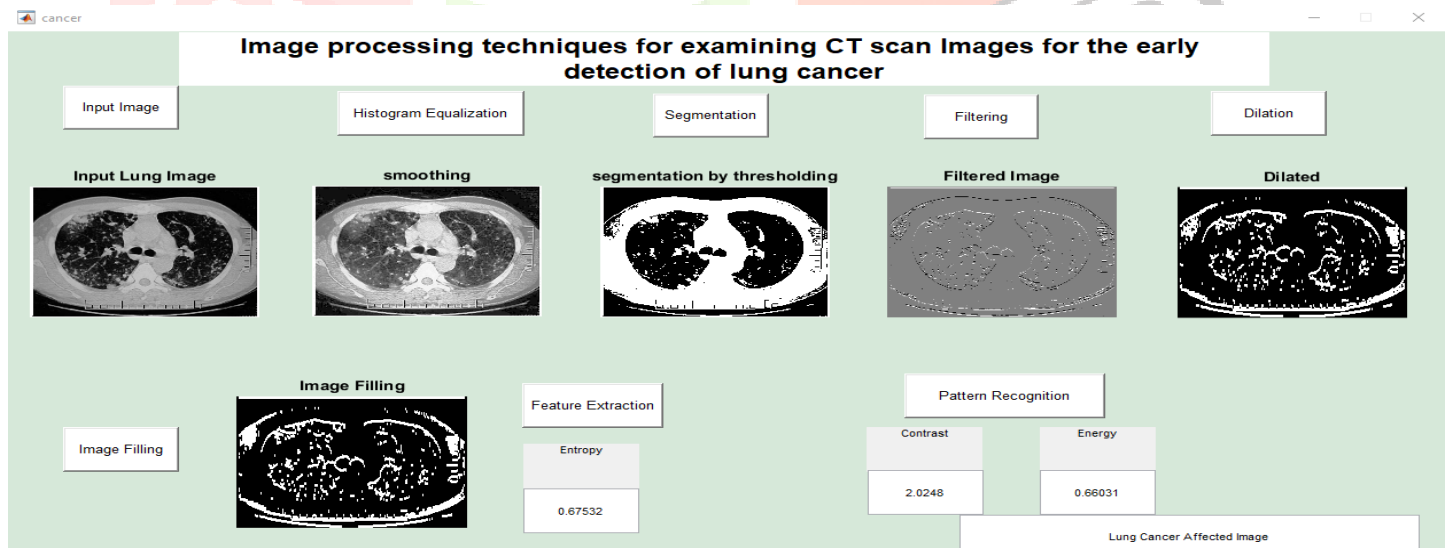 cancer
Image processing techniques for examining CT scan Images for the early
detection of lung cancer
Input Image
Histogram Equalization
Segmentation
Filtering
Dilation
Input Lung Image
smoothing
segmentation by thresholding
Filtered Image
Dilated
Image Filling
Image Filling
Feature Extraction
Entropy
0.67532
Pattern Recognition
Contrast
Energy
2.0248
0.66031
Lung Cancer Affected Image